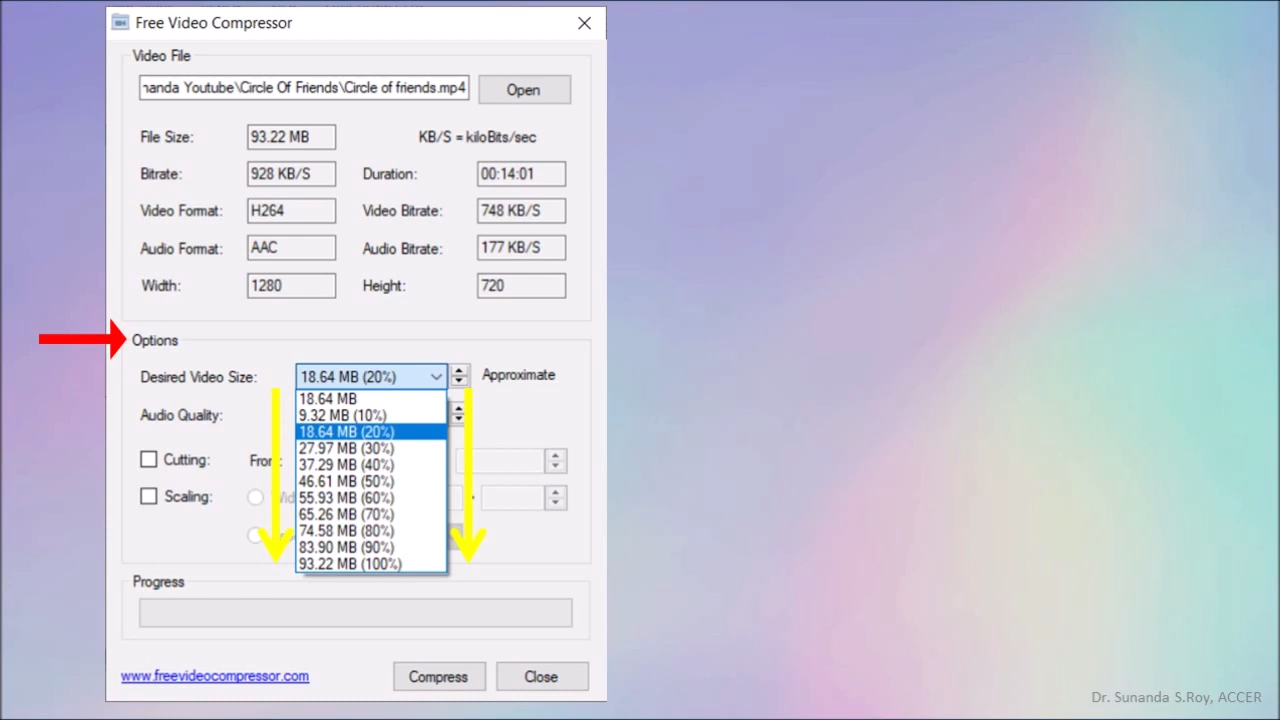 Free Video Compressor
Video File
nanda Youtube\Circle Of Friends\Circle of friends.mp4 Open
File Size: 93.22 MB KB/S = kiloBits/sec
Bitrate: 928 KB/S Duration: 00:14:01
Video Format: H264 Video Bitrate: 748 KB/S
Audio Format: AAC Audio Bitrate: 177 KB/S
Width: 1280 Height: 720
Options
Desired Video Size: 18.64 MB (20%) Approximate
18.64 MB
Audio Quality: 9.32 MB (10%)
18.64 MB (20%)
27.97 MB (30%)
Cutting: From: 37.29 MB (40%)
46.61 MB (50%)
Scaling: 55.93 MB (60%)
65.26 MB (70%)
74.58 MB (80%)
83.90 MB (90%)
93.22 MB (100%)
Progress
www.freevideocompressor.com Compress Close
Dr. Sunanda S.Roy, ACCER